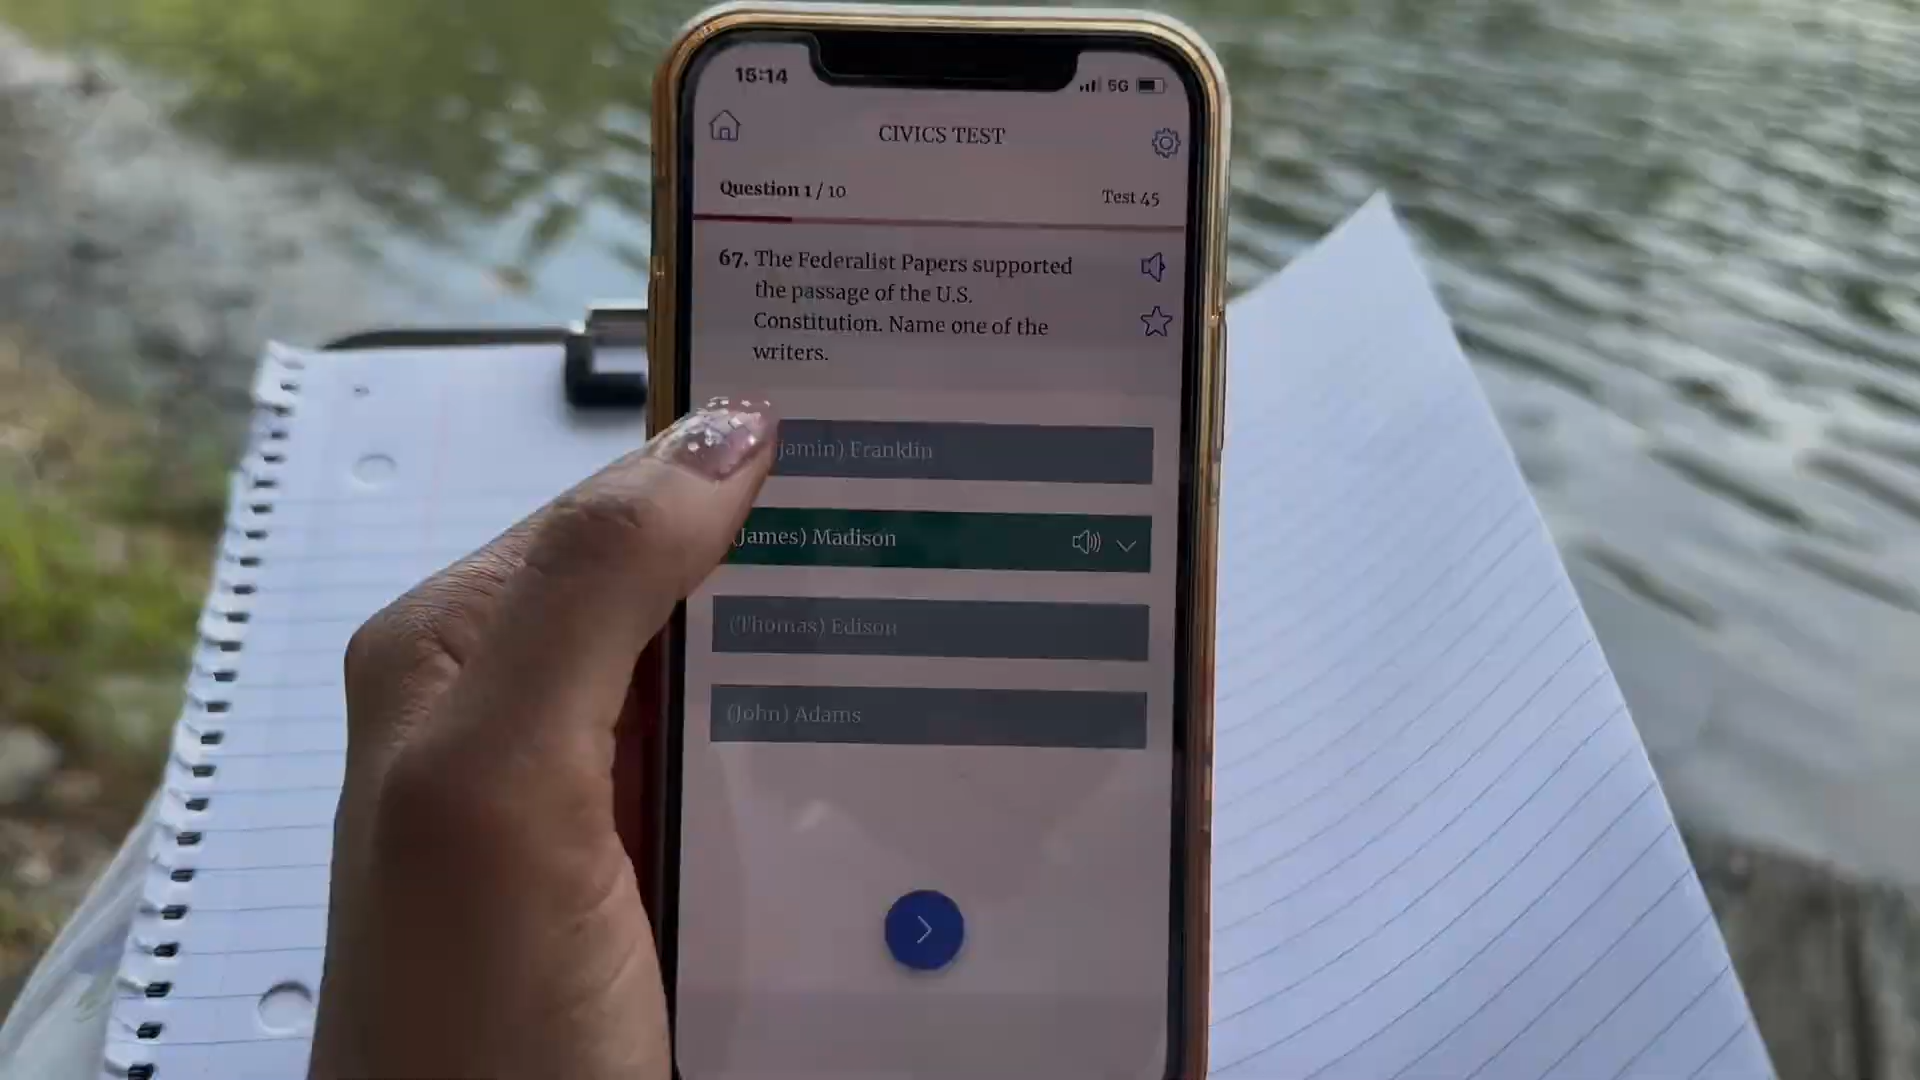 15:14
5G
CIVICS TEST
Question 1 / 10
Test 45
67. The Federalist Papers supported
the passage of the U.S.
Constitution. Name one of the
writers.
jamin) Franklin
(James) Madison
(Thomas) Edison
(John) Adams